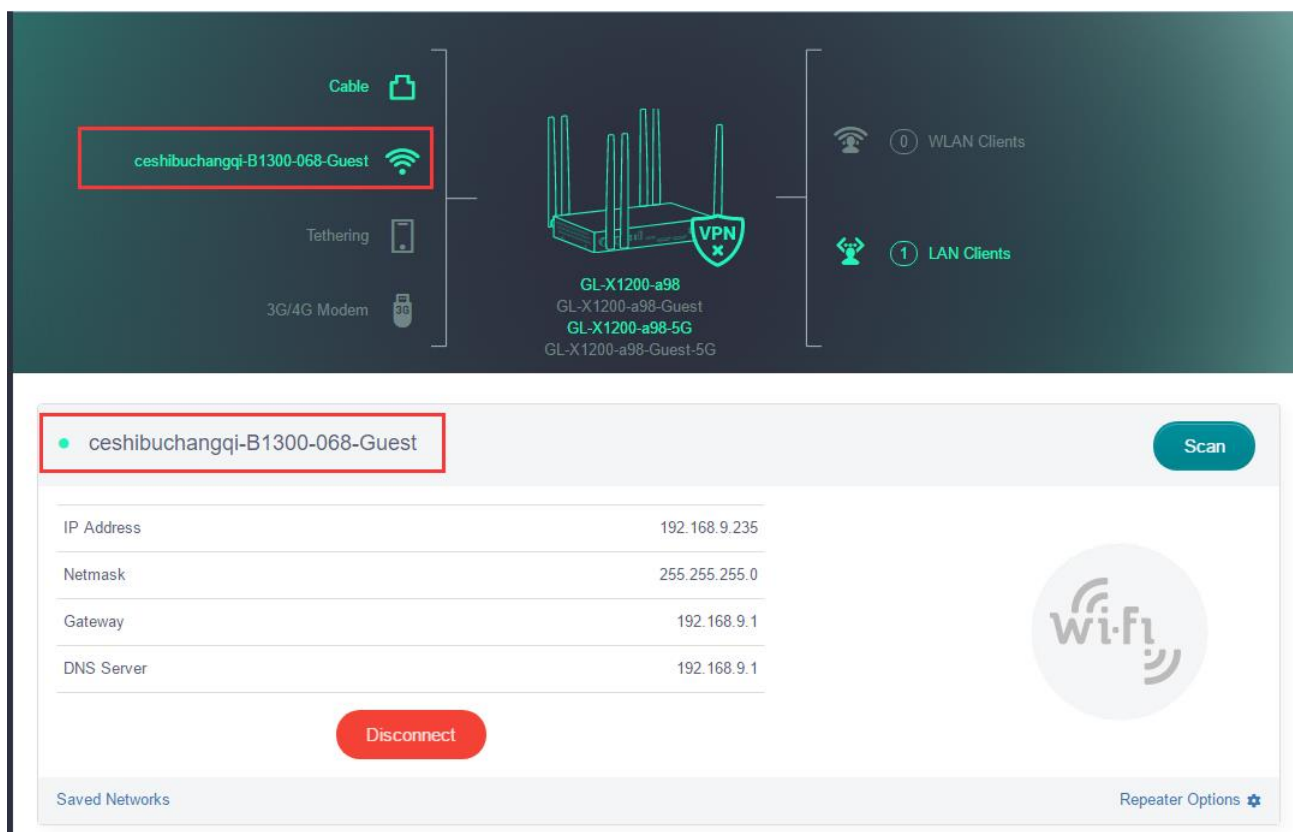 Cable
ceshibuchangqi-B1300-068-Guest
Tethering
3G/4G Modem
3G
VPN
GL-X1200-a98
GL-X1200-a98-Guest
GL-X1200-a98-5G
GL-X1200-a98-Guest-5G
0 WLAN Clients
1 LAN Clients
ceshibuchangqi-B1300-068-Guest
Scan
IP Address 192.168.9.235
Netmask 255.255.255.0
Gateway 192.168.9.1
DNS Server 192.168.9.1
Wi-Fi
Disconnect
Saved Networks
Repeater Options